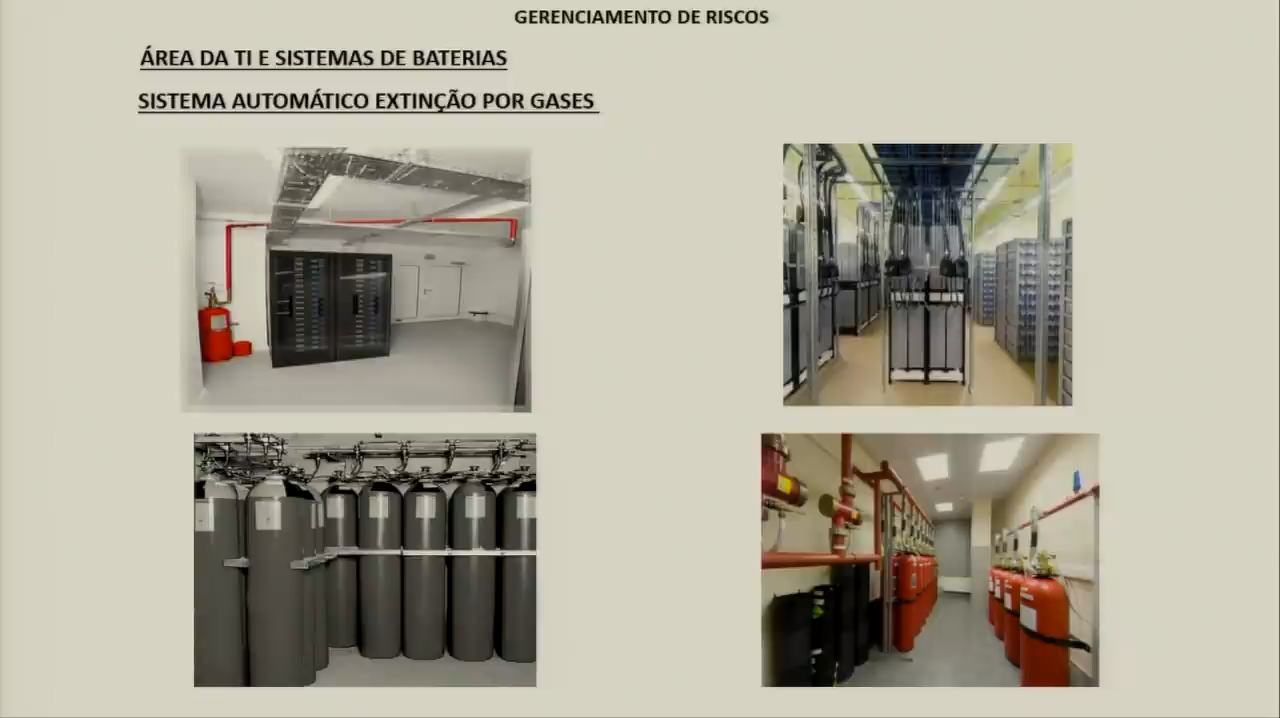 GERENCIAMENTO DE RISCOS
ÁREA DA TI E SISTEMAS DE BATERIAS
SISTEMA AUTOMÁTICO EXTINÇÃO POR GASES